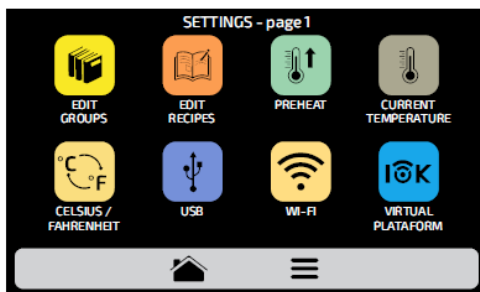 SETTINGS - page 1
EDIT
GROUPS
EDIT
RECIPES
PREHEAT
CURRENT
TEMPERATURE
°C
°F
IOK
CELSIUS /
FAHRENHEIT
USB
WI-FI
VIRTUAL
PLATAFORM